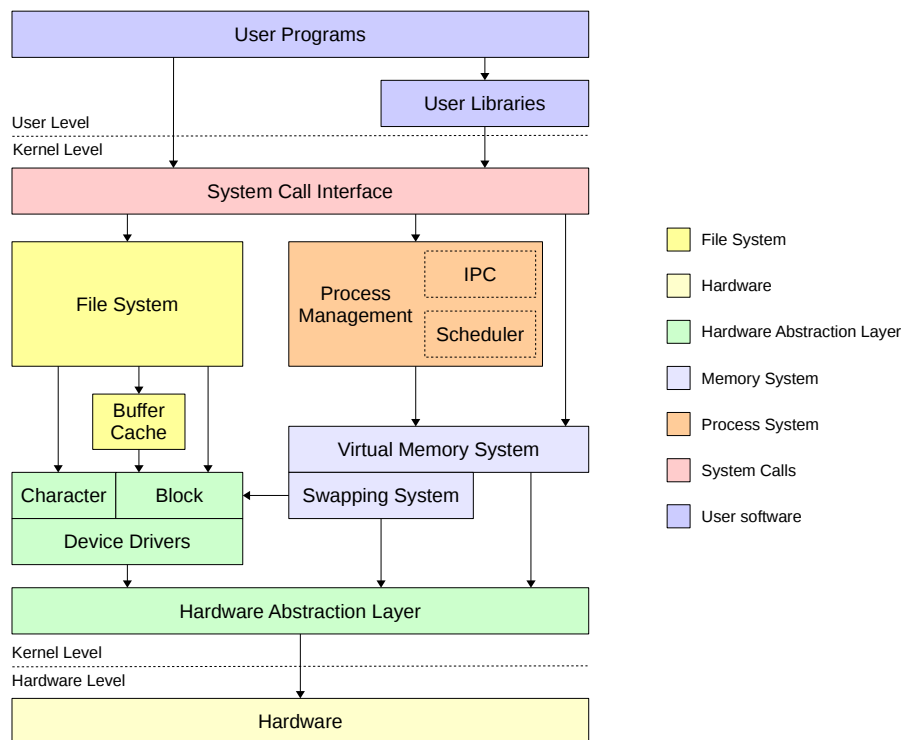 User Programs
User Libraries
User Level
Kernel Level
System Call Interface
File System
Process
Management
IPC
Scheduler
Buffer
Cache
Virtual Memory System
Character
Block
Swapping System
Device Drivers
Hardware Abstraction Layer
Kernel Level
Hardware Level
Hardware
File System
Hardware
Hardware Abstraction Layer
Memory System
Process System
System Calls
User software